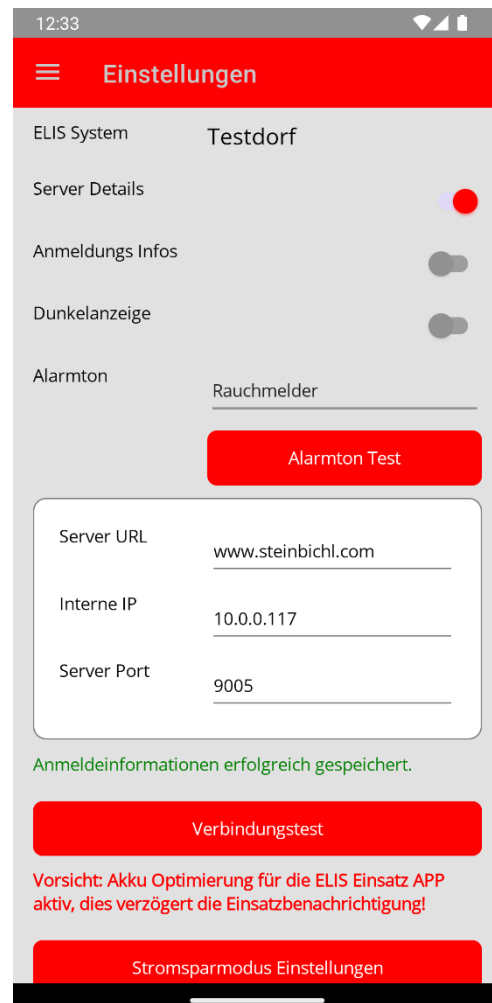 12:33
Einstellungen
ELIS System Testdorf
Server Details
Anmeldungs Infos
Dunkelanzeige
Alarmton Rauchmelder
Alarmton Test
Server URL www.steinbichl.com
Interne IP 10.0.0.117
Server Port 9005
Anmeldeinformationen erfolgreich gespeichert.
Verbindungstest
Vorsicht: Akku Optimierung für die ELIS Einsatz APP
aktiv, dies verzögert die Einsatzbenachrichtigung!
Stromsparmodus Einstellungen